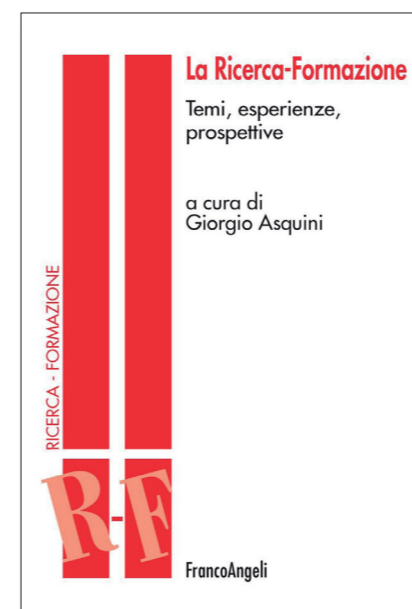 La Ricerca-Formazione
Temi, esperienze,
prospettive
a cura di
Giorgio Asquini
RICERCA - FORMAZIONE
R-F
FrancoAngeli